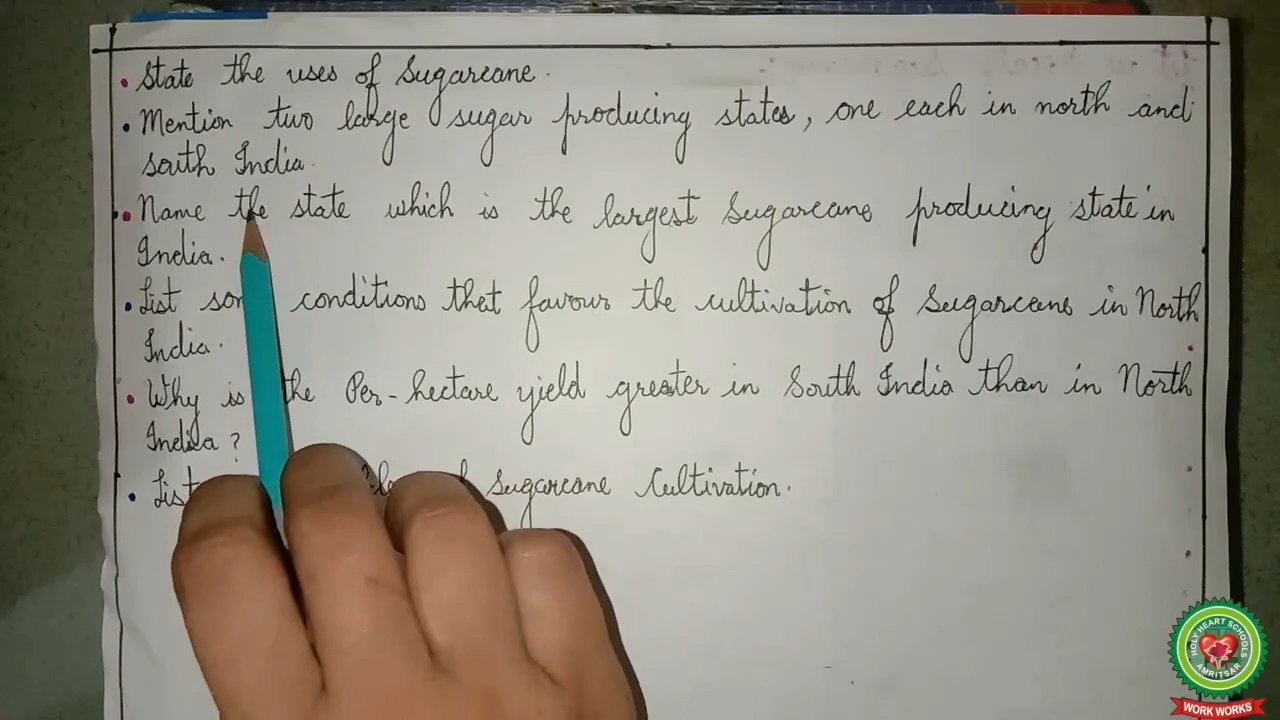 • State the uses of Sugarcane.
• Mention two large sugar producing states, one each in north and
south India.
• Name the state which is the largest Sugarcane producing state in
India.
• List conditions that favour the cultivation of Sugarcane in North
India.
• Why is the Per-hectare yield greater in South India than in North
India?
• List sugarcane Cultivation.
HOLY HEART SCHOOLS
AMRITSAR
WORK WORKS